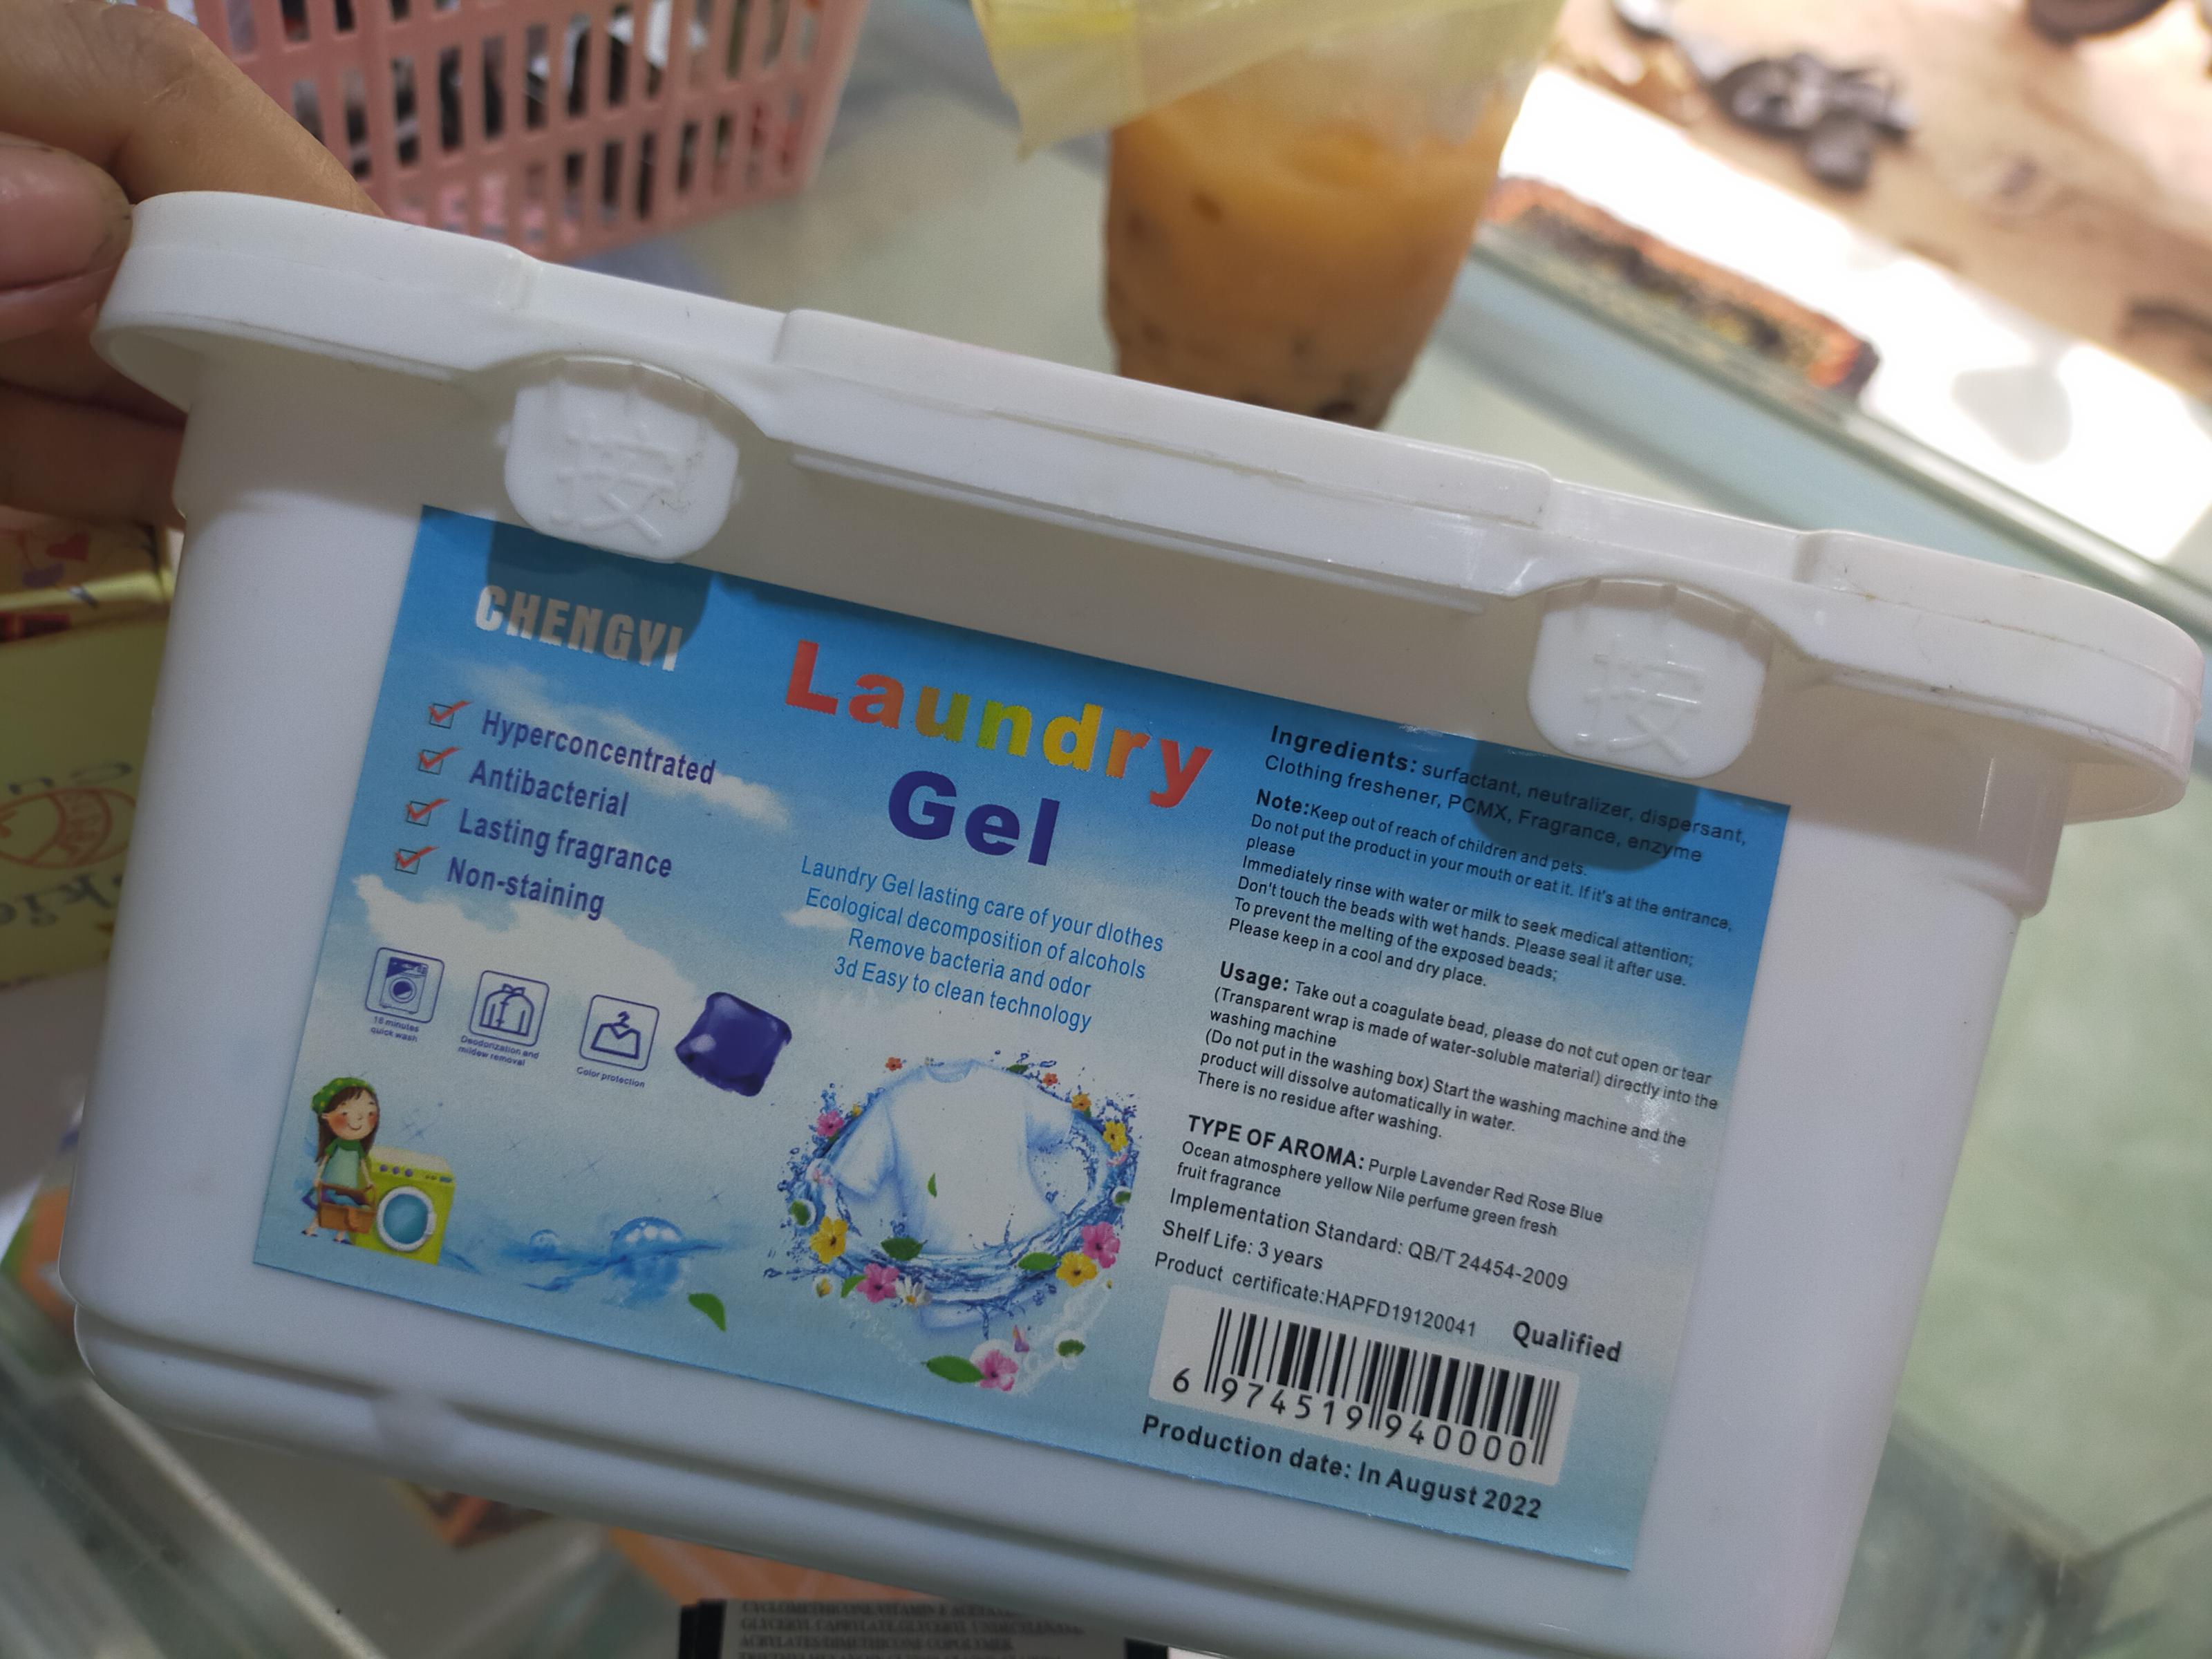 按
按
CHENGYI
Hyperconcentrated
Antibacterial
Lasting fragrance
Non-staining
Laundry
Gel
Laundry Gel lasting care of your dlothes
Ecological decomposition of alcohols
Remove bacteria and odor
3d Easy to clean technology
quick wash
Deodorization and
mildew removal
Color protection
Ingredients: surfactant, neutralizer, dispersant,
Clothing freshener, PCMX, Fragrance, enzyme
Note:Keep out of reach of children and pets.
Do not put the product in your mouth or eat it. If it's at the entrance,
please
Immediately rinse with water or milk to seek medical attention;
Don't touch the beads with wet hands. Please seal it after use.
To prevent the melting of the exposed beads;
Please keep in a cool and dry place.
Usage: Take out a coagulate bead, please do not cut open or tear
(Transparent wrap is made of water-soluble material) directly into the
washing machine
(Do not put in the washing box) Start the washing machine and the
product will dissolve automatically in water.
There is no residue after washing.
TYPE OF AROMA: Purple Lavender Red Rose Blue
Ocean atmosphere yellow Nile perfume green fresh
fruit fragrance
Implementation Standard: QB/T 24454-2009
Shelf Life: 3 years
Product certificate:HAPFD19120041
Qualified
6 974519 940000
Production date: In August 2022